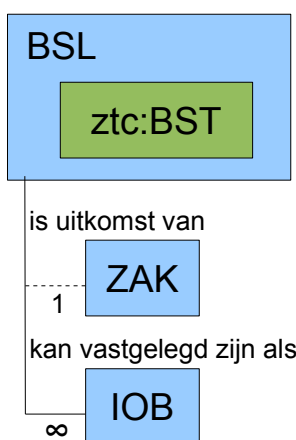 BSL
ztc:BST
is uitkomst van
ZAK
1
kan vastgelegd zijn als
IOB
∞